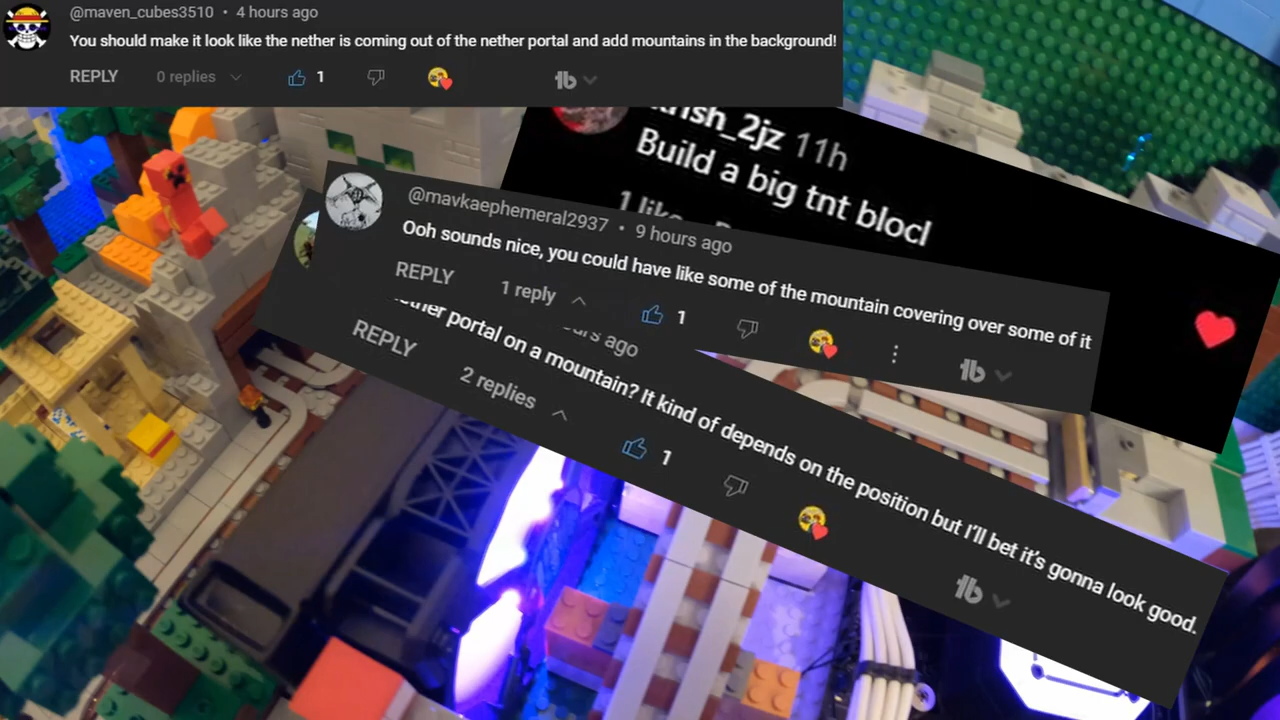 @maven_cubes3510 • 4 hours ago
You should make it look like the nether is coming out of the nether portal and add mountains in the background!
REPLY 0 replies 1
11h
Build a big tnt blocl
1 like
@mavkaephemeral2937 • 9 hours ago
Ooh sounds nice, you could have like some of the mountain covering over some of it
REPLY 1 reply 1
ago
portal on a mountain? It kind of depends on the position but I'll bet it's gonna look good.
REPLY 2 replies 1